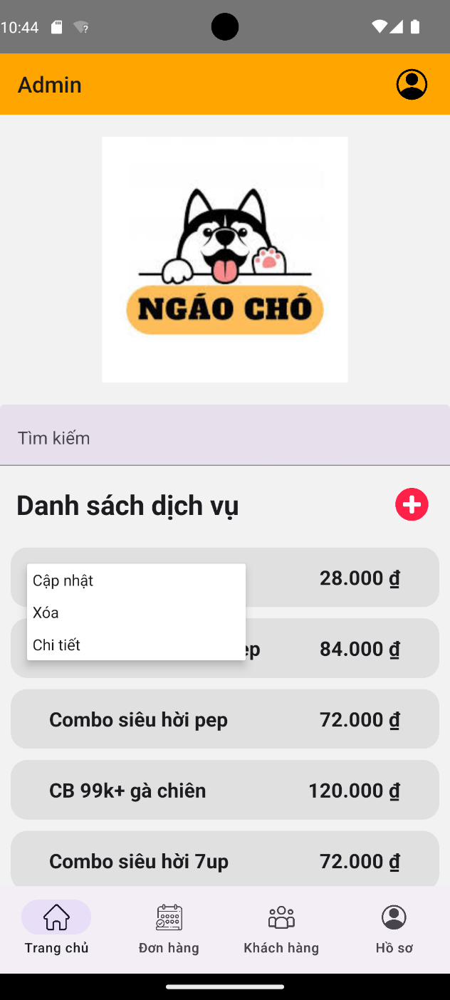 10:44
Admin
NGÁO CHÓ
Tìm kiếm
Danh sách dịch vụ
Cập nhật
28.000 ₫
Xóa
Chi tiết
84.000 ₫
Combo siêu hời pep
72.000 ₫
CB 99k+ gà chiên
120.000 ₫
Combo siêu hời 7up
72.000 ₫
Trang chủ
Đơn hàng
Khách hàng
Hồ sơ